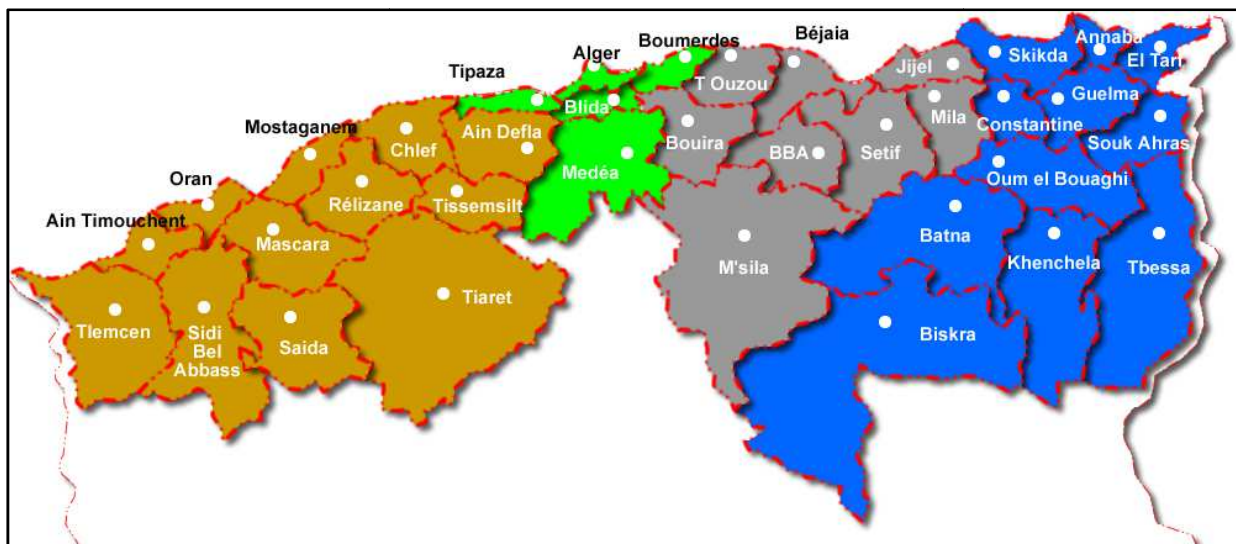 Annaba
Béjaia
Boumerdes
Alger
Skikda
El Tarf
Jijel
T Ouzou
Tipaza
Blida
Mila
Guelma
Constantine
Mostaganem
Ain Defla
Chlef
Bouira
BBA
Setif
Souk Ahras
Medéa
Oum el Bouaghi
Oran
Rélizane
Tissemsilt
Ain Timouchent
Mascara
Batna
M'sila
Khenchela
Tbessa
Tlemcen
Sidi
Bel
Abbass
Saida
Tiaret
Biskra